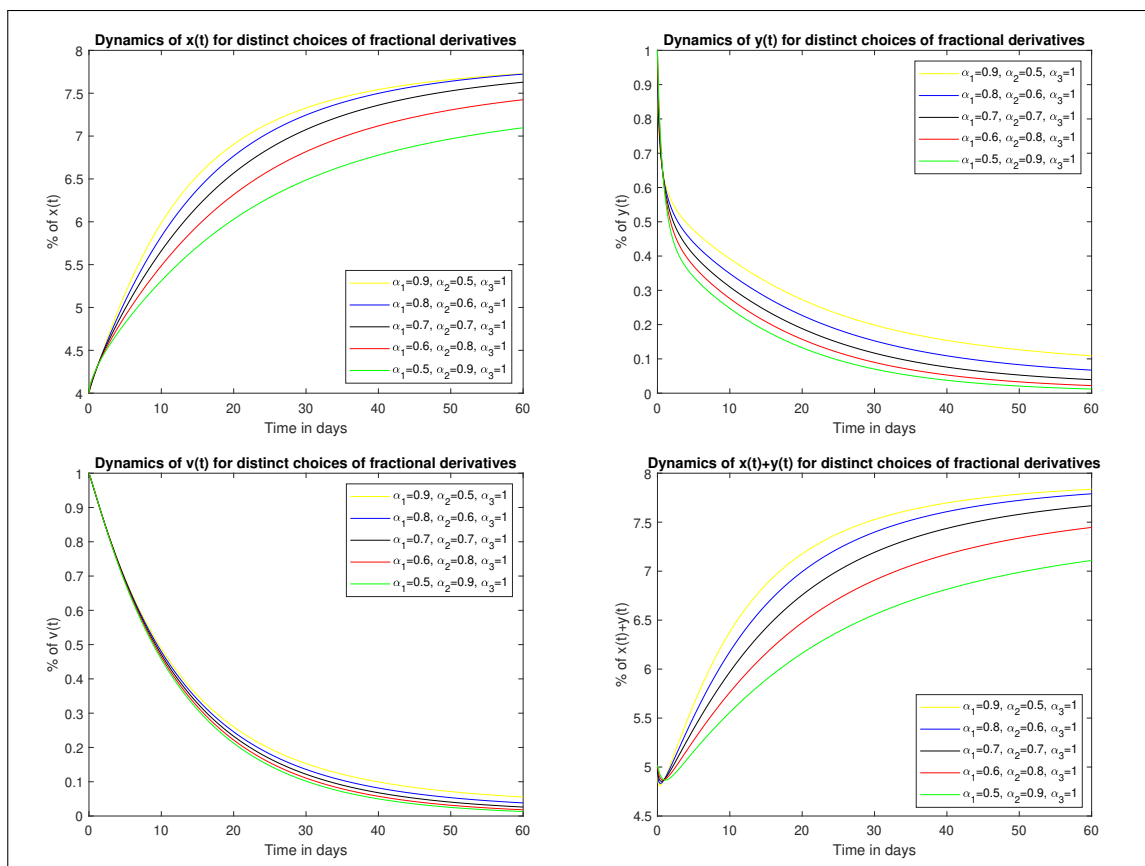 Dynamics of x(t) for distinct choices of fractional derivatives
8
7.5
7
6.5
6
5.5
5
4.5
4
% of x(t)
α1=0.9, α2=0.5, α3=1
α1=0.8, α2=0.6, α3=1
α1=0.7, α2=0.7, α3=1
α1=0.6, α2=0.8, α3=1
α1=0.5, α2=0.9, α3=1
0 10 20 30 40 50 60
Time in days
Dynamics of y(t) for distinct choices of fractional derivatives
1
0.9
0.8
0.7
0.6
0.5
0.4
0.3
0.2
0.1
0
% of y(t)
α1=0.9, α2=0.5, α3=1
α1=0.8, α2=0.6, α3=1
α1=0.7, α2=0.7, α3=1
α1=0.6, α2=0.8, α3=1
α1=0.5, α2=0.9, α3=1
0 10 20 30 40 50 60
Time in days
Dynamics of v(t) for distinct choices of fractional derivatives
1
0.9
0.8
0.7
0.6
0.5
0.4
0.3
0.2
0.1
0
% of v(t)
α1=0.9, α2=0.5, α3=1
α1=0.8, α2=0.6, α3=1
α1=0.7, α2=0.7, α3=1
α1=0.6, α2=0.8, α3=1
α1=0.5, α2=0.9, α3=1
0 10 20 30 40 50 60
Time in days
Dynamics of x(t)+y(t) for distinct choices of fractional derivatives
8
7.5
7
6.5
6
5.5
5
4.5
% of x(t)+y(t)
α1=0.9, α2=0.5, α3=1
α1=0.8, α2=0.6, α3=1
α1=0.7, α2=0.7, α3=1
α1=0.6, α2=0.8, α3=1
α1=0.5, α2=0.9, α3=1
0 10 20 30 40 50 60
Time in days